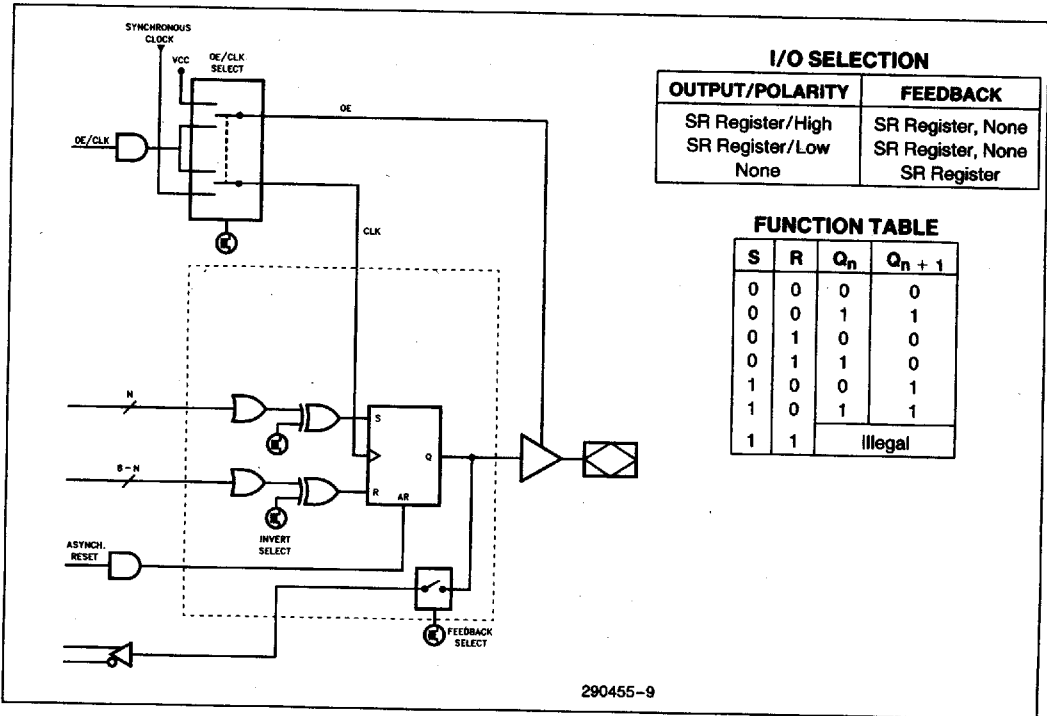 SYNCHRONOUS
CLOCK
VCC
OE/CLK
SELECT
OE
OE/CLK
CLK
N
8 - N
S
Q
R
AR
INVERT
SELECT
ASYNCH.
RESET
FEEDBACK
SELECT
I/O SELECTION
OUTPUT/POLARITY FEEDBACK
SR Register/High SR Register, None
SR Register/Low SR Register, None
None SR Register
FUNCTION TABLE
S R Qn Qn + 1
0 0 0 0
0 0 1 1
0 1 0 0
0 1 1 0
1 0 0 1
1 0 1 1
1 1 Illegal
290455-9